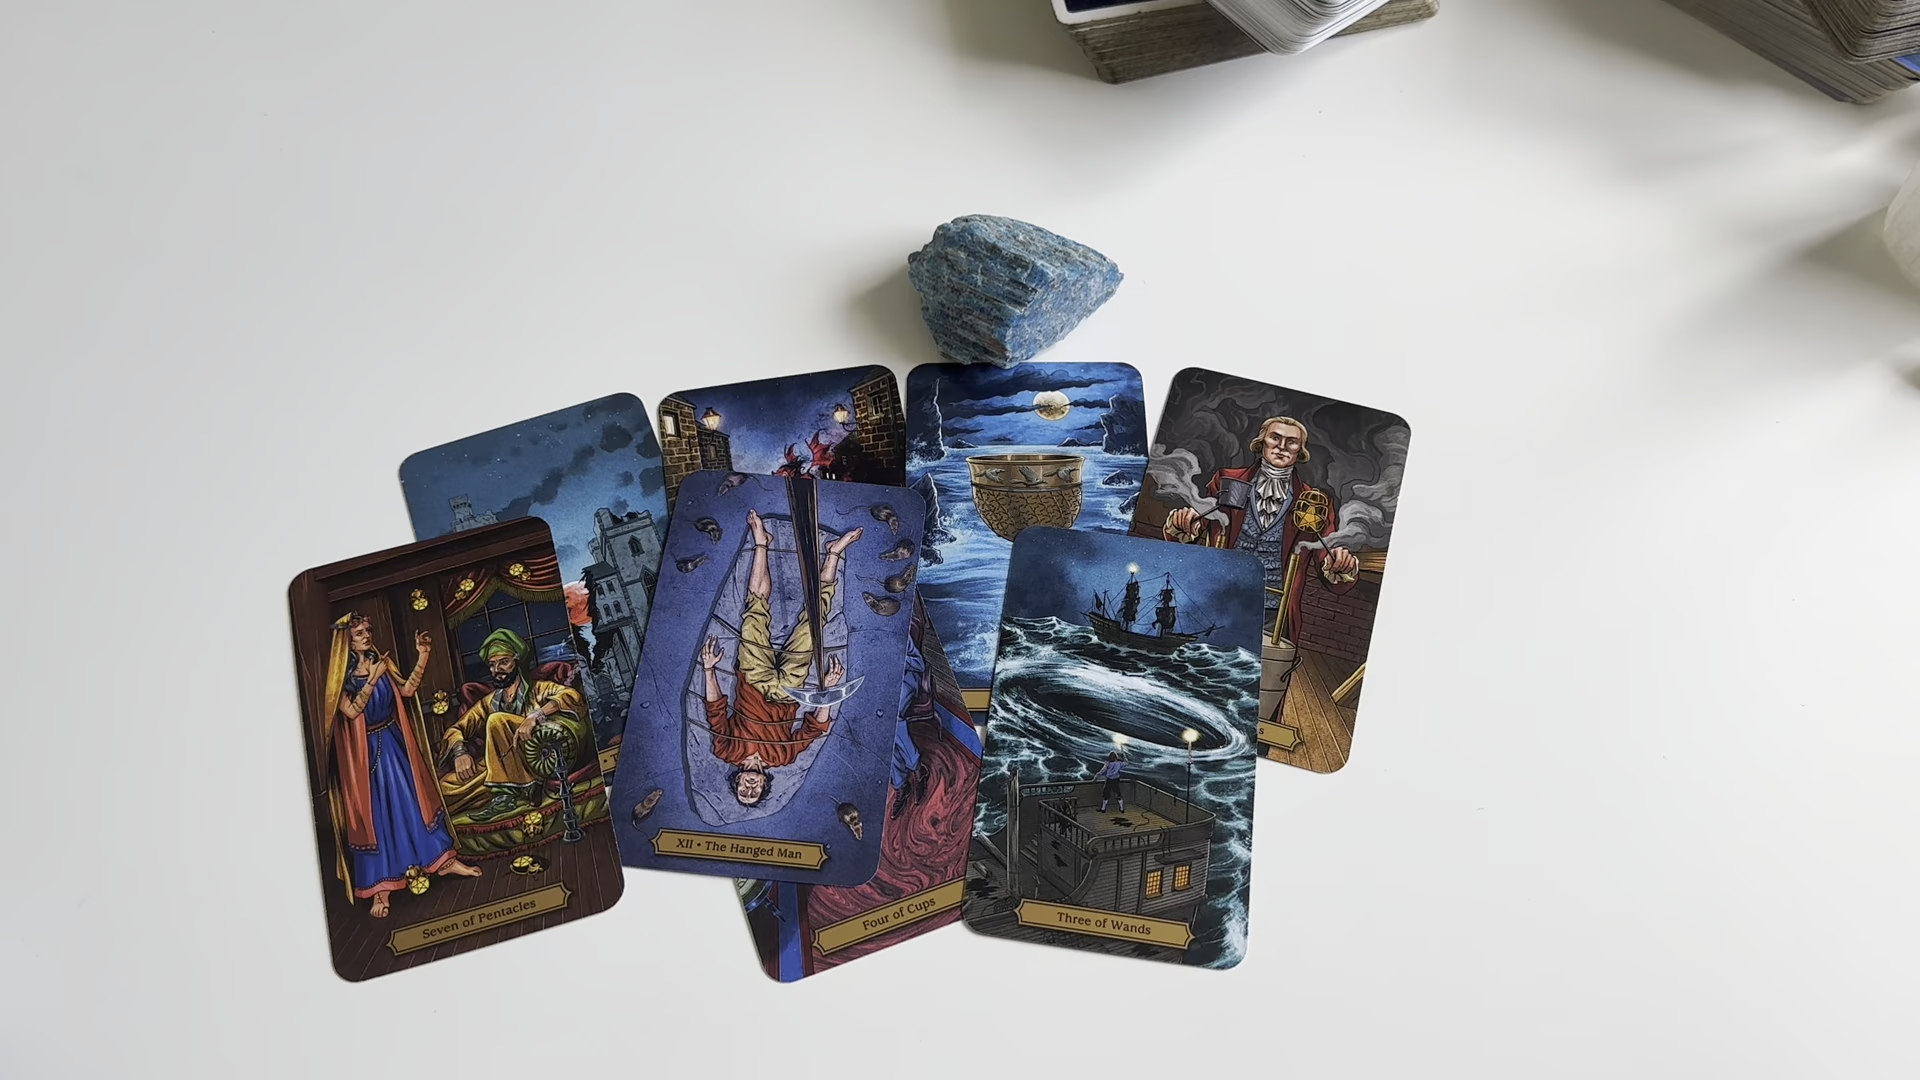 Seven of Pentacles
XII • The Hanged Man
Four of Cups
Three of Wands